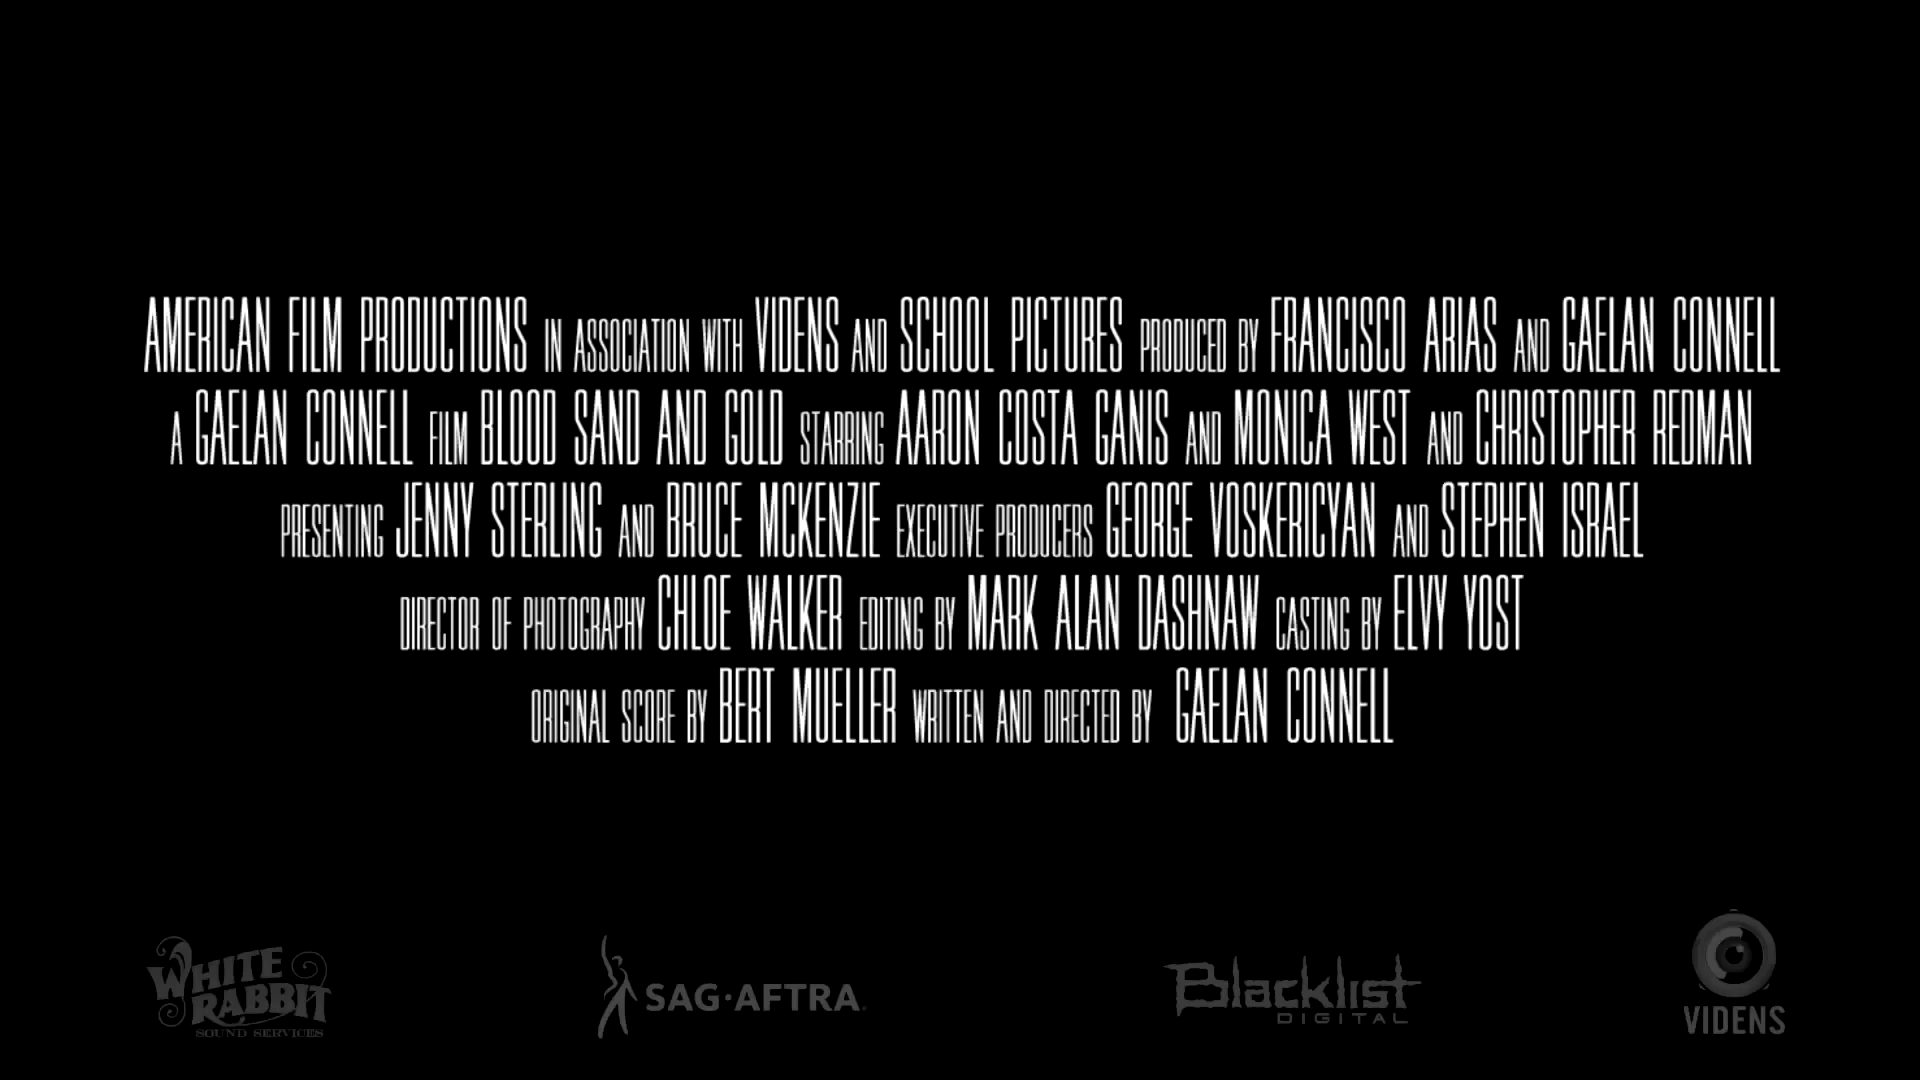 AMERICAN FILM PRODUCTIONS IN ASSOCIATION WITH VIDENS AND SCHOOL PICTURES PRODUCED BY FRANCISCO ARIAS AND GAELAN CONNELL
A GAELAN CONNELL FILM BLOOD SAND AND GOLD STARRING AARON COSTA GANIS AND MONICA WEST AND CHRISTOPHER REDMAN
PRESENTING JENNY STERLING AND BRUCE MCKENZIE EXECUTIVE PRODUCERS GEORGE VOSKERICYAN AND STEPHEN ISRAEL
DIRECTOR OF PHOTOGRAPHY CHLOE WALKER EDITING BY MARK ALAN DASHNAW CASTING BY ELVY YOST
ORIGINAL SCORE BY BERT MUELLER WRITTEN AND DIRECTED BY GAELAN CONNELL
WHITE RABBIT
SOUND SERVICES
SAG·AFTRA.
Blacklist
DIGITAL
VIDENS